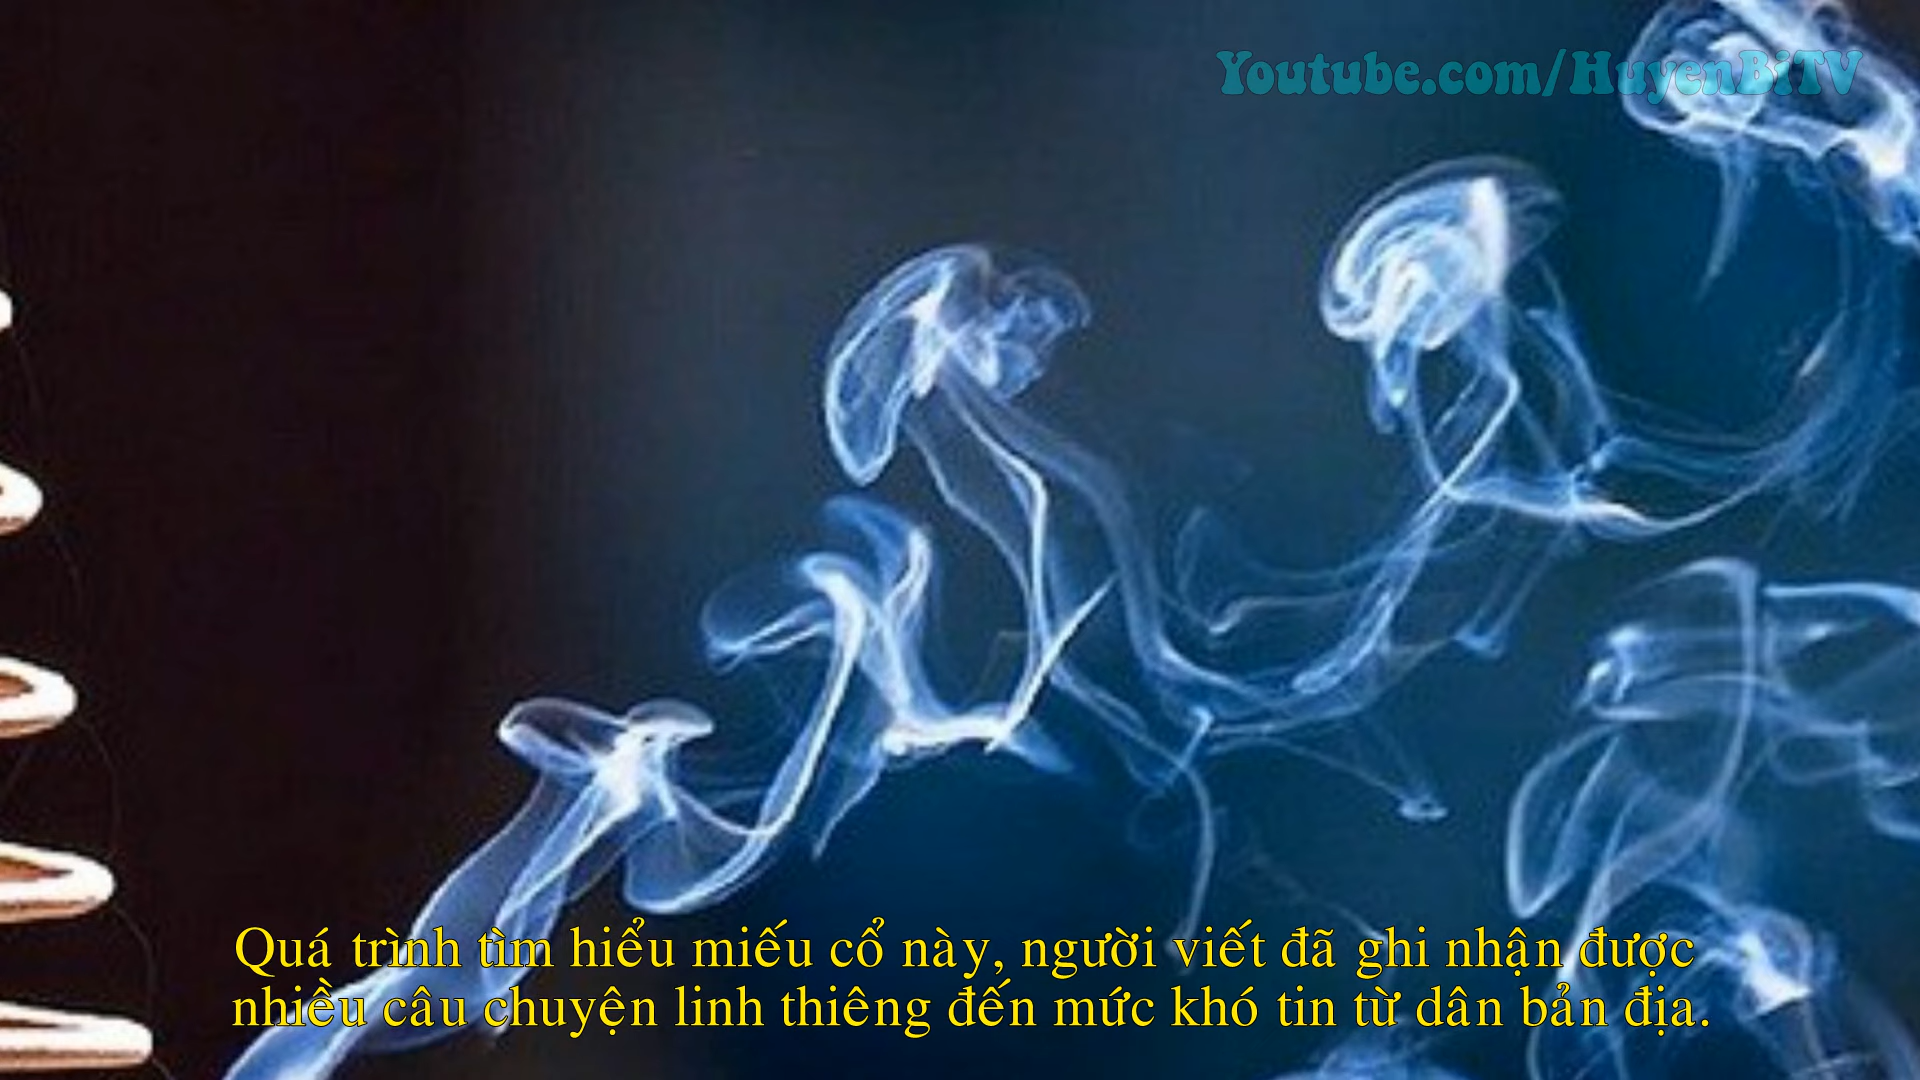 Youtube.com/HuyenBiTV
Quá trình tìm hiểu miếu cổ này, người viết đã ghi nhận được
nhiều câu chuyện linh thiêng đến mức khó tin từ dân bản địa.